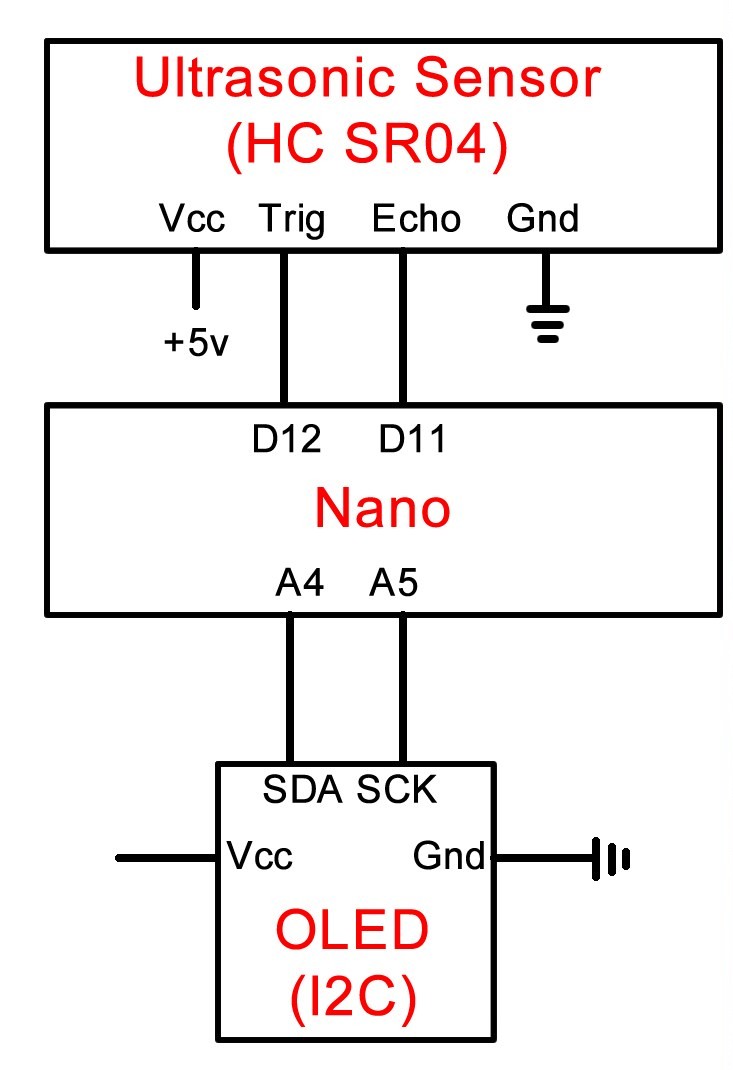 Ultrasonic Sensor
(HC SR04)
Vcc Trig Echo Gnd
+5v
D12 D11
Nano
A4 A5
SDA SCK
Vcc Gnd
OLED
(I2C)